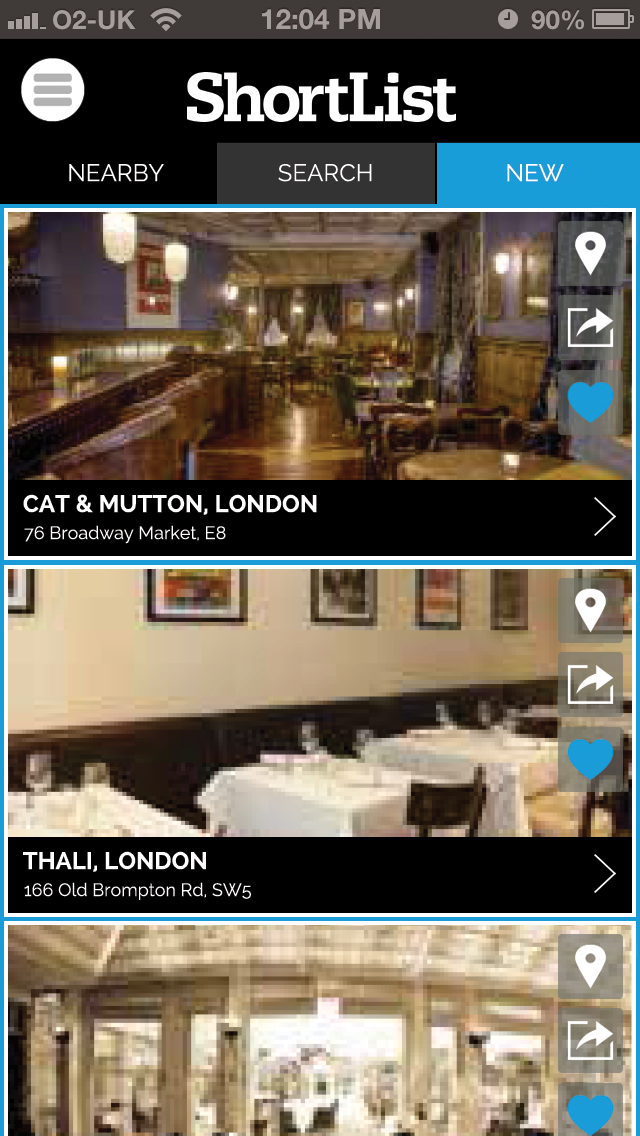 O2-UK 12:04 PM 90%
ShortList
NEARBY SEARCH NEW
CAT & MUTTON, LONDON
76 Broadway Market, E8
THALI, LONDON
166 Old Brompton Rd, SW5